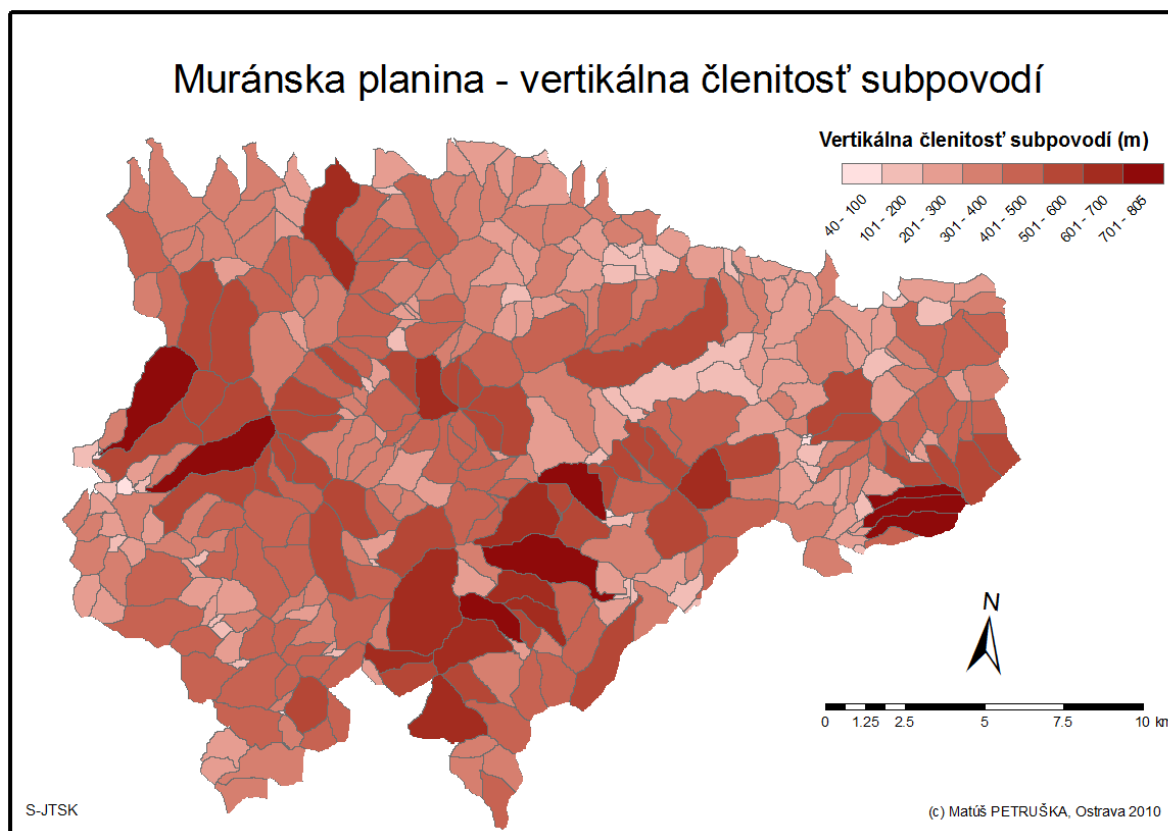 Muránska planina - vertikálna členitosť subpovodí
Vertikálna členitosť subpovodí (m)
40 - 100
101 - 200
201 - 300
301 - 400
401 - 500
501 - 600
601 - 700
701 - 805
N
0 1.25 2.5 5 7.5 10 km
S-JTSK
(c) Matúš PETRUŠKA, Ostrava 2010